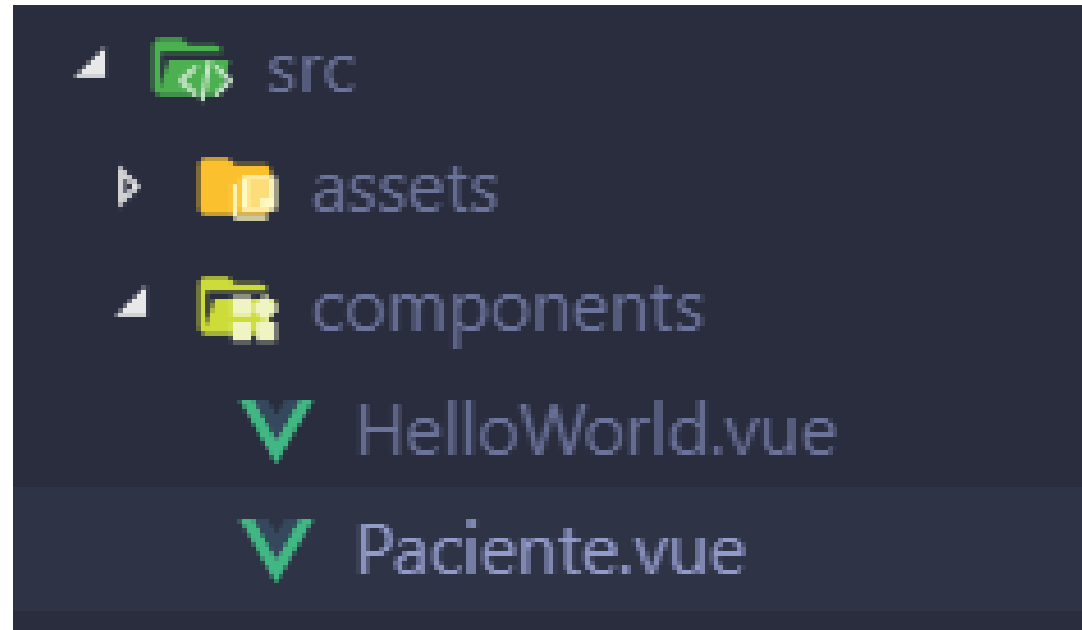 src
assets
components
HelloWorld.vue
Paciente.vue